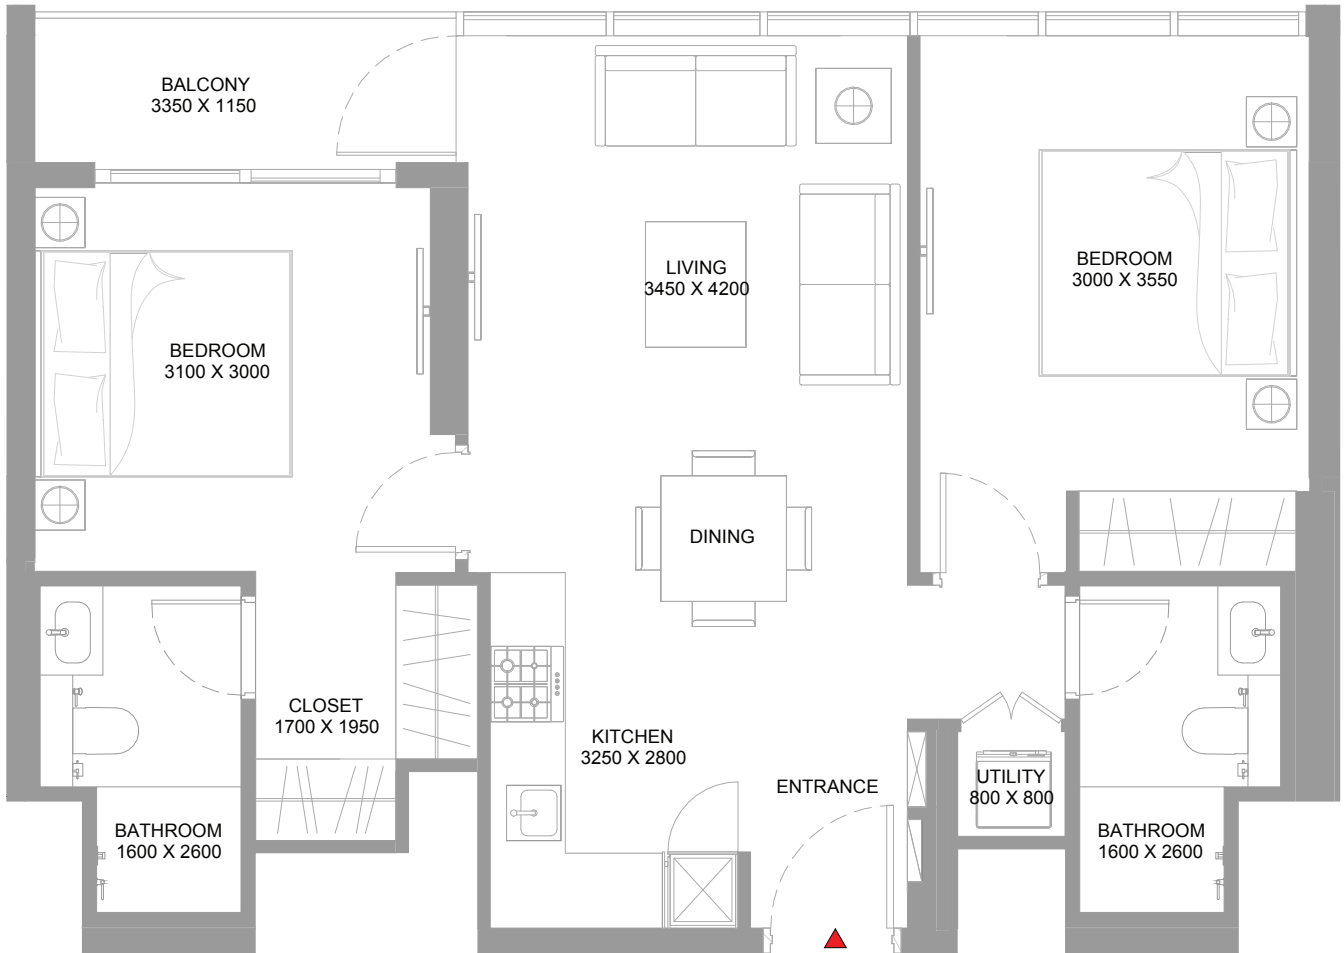 BALCONY
3350 X 1150
LIVING
3450 X 4200
BEDROOM
3000 X 3550
BEDROOM
3100 X 3000
DINING
CLOSET
1700 X 1950
KITCHEN
3250 X 2800
ENTRANCE
UTILITY
800 X 800
BATHROOM
1600 X 2600
BATHROOM
1600 X 2600